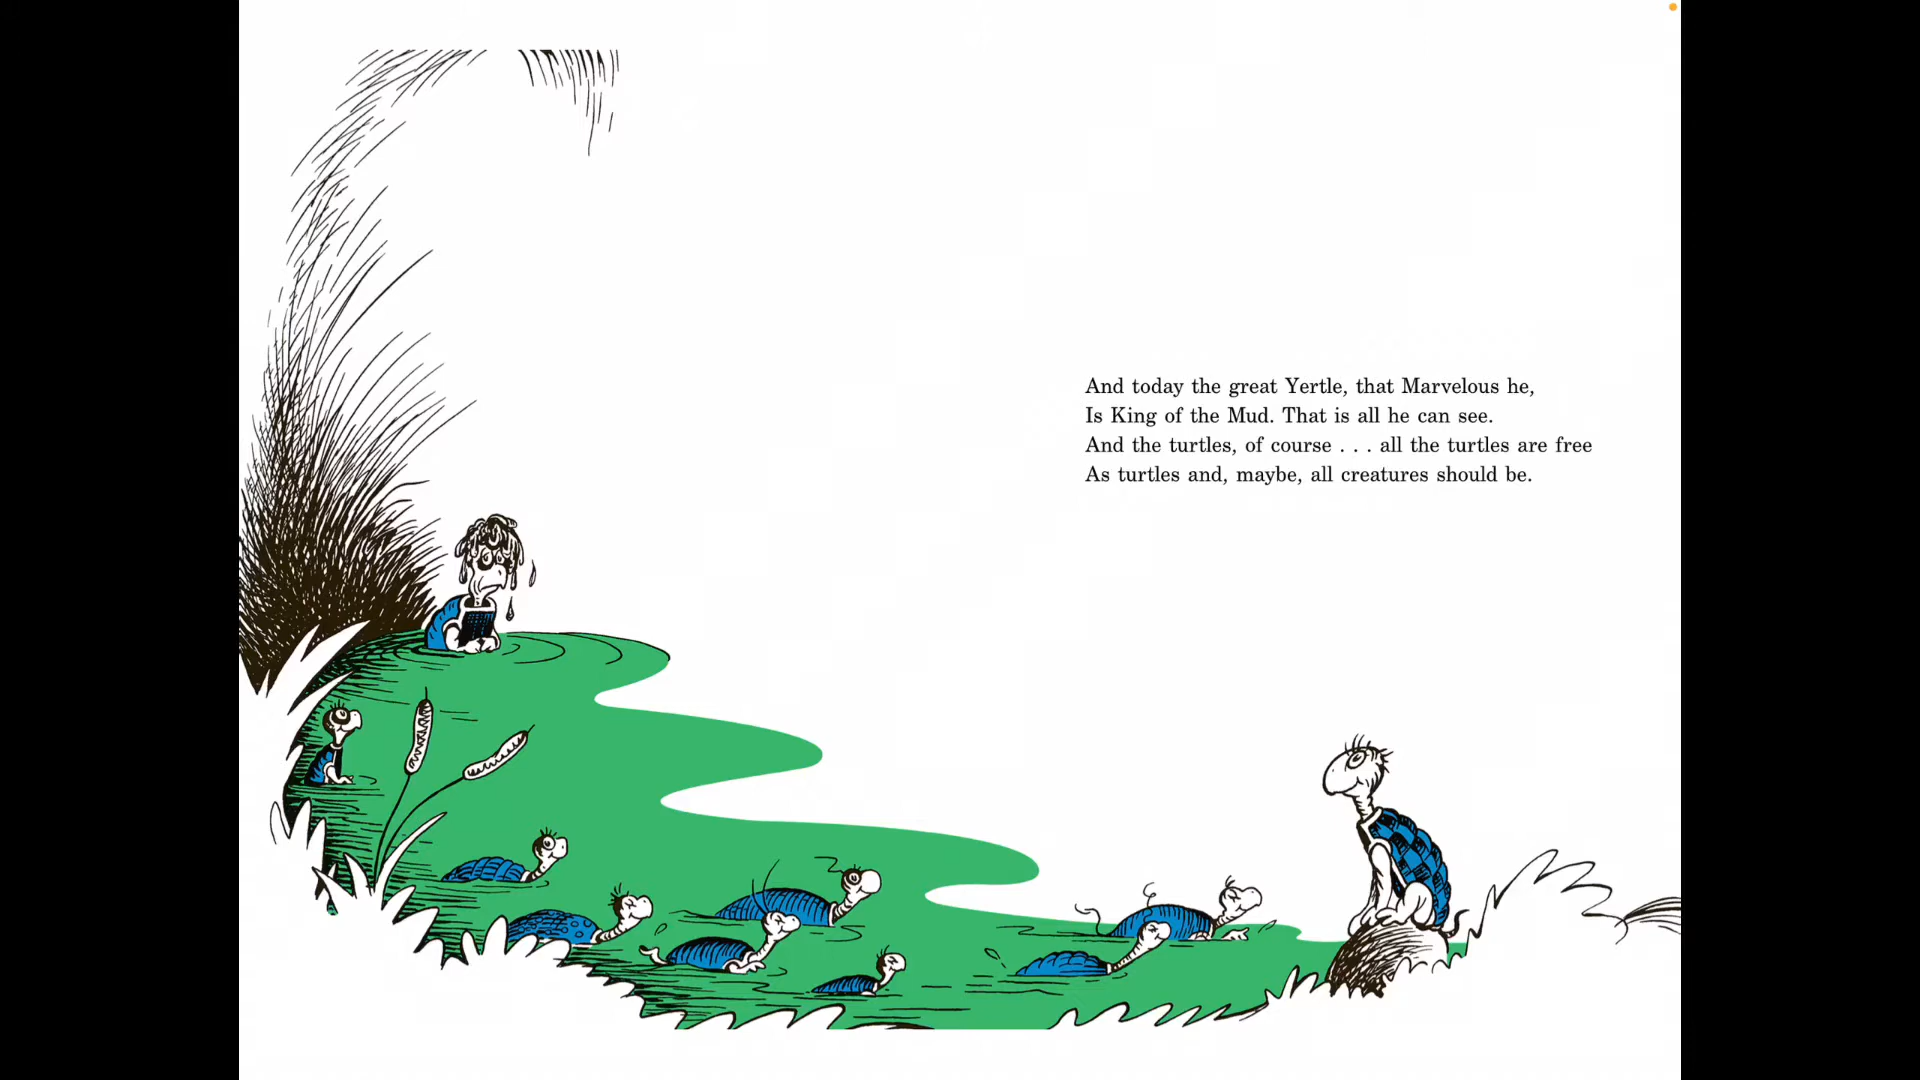 And today the great Yertle, that Marvelous he,
Is King of the Mud. That is all he can see.
And the turtles, of course . . . all the turtles are free
As turtles and, maybe, all creatures should be.